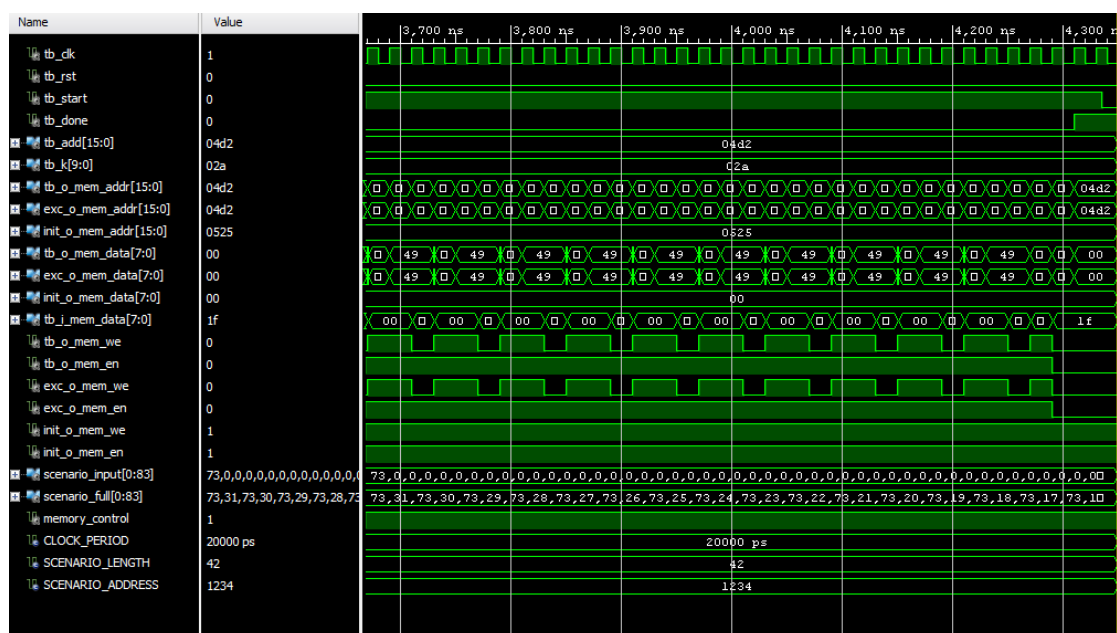 Name Value
3,700 ns 3,800 ns 3,900 ns 4,000 ns 4,100 ns 4,200 ns 4,300 n
tb_clk 1
tb_rst 0
tb_start 0
tb_done 0
tb_add[15:0] 04d2 04d2
tb_k[9:0] 02a 02a
tb_o_mem_addr[15:0] 04d2 04d2
exc_o_mem_addr[15:0] 04d2 04d2
init_o_mem_addr[15:0] 0525 0525
tb_o_mem_data[7:0] 00 49 49 49 49 49 49 49 49 49 49 00
exc_o_mem_data[7:0] 00 49 49 49 49 49 49 49 49 49 49 00
init_o_mem_data[7:0] 00 00
tb_i_mem_data[7:0] 1f 00 00 00 00 00 00 00 00 00 00 1f
tb_o_mem_we 0
tb_o_mem_en 0
exc_o_mem_we 0
exc_o_mem_en 0
init_o_mem_we 1
init_o_mem_en 1
scenario_input[0:83] 73,0,0,0,0,0,0,0,0,0,0,0,0,0 73,0,0,0,0,0,0,0,0,0,0,0,0,0,0,0,0,0,0,0,0,0,0,0,0,0,0,0,0,0,0,0,0,0,0,0,0,0,0,0,0,0,0
scenario_full[0:83] 73,31,73,30,73,29,73,28,73 73,31,73,30,73,29,73,28,73,27,73,26,73,25,73,24,73,23,73,22,73,21,73,20,73,19,73,18,73,17,73,1
memory_control 1
CLOCK_PERIOD 20000 ps 20000 ps
SCENARIO_LENGTH 42 42
SCENARIO_ADDRESS 1234 1234